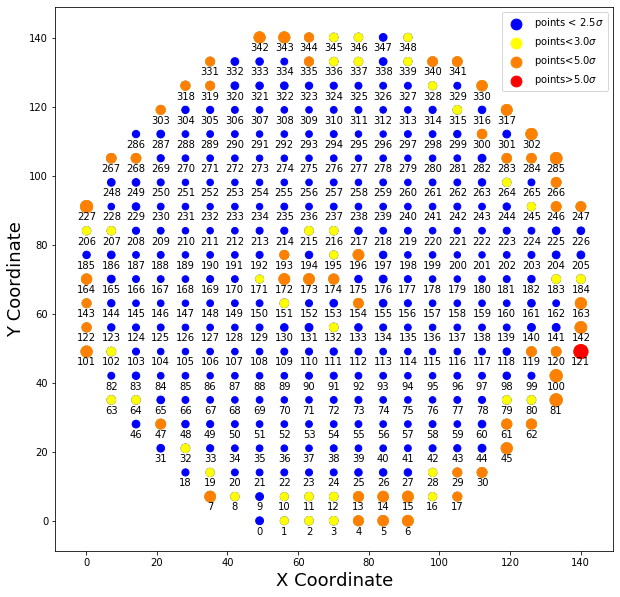 points < 2.5σ
points<3.0σ
points<5.0σ
points>5.0σ
140
342 343 344 345 346 347 348
331 332 333 334 335 336 337 338 339 340 341
318 319 320 321 322 323 324 325 326 327 328 329 330
120
303 304 305 306 307 308 309 310 311 312 313 314 315 316 317
286 287 288 289 290 291 292 293 294 295 296 297 298 299 300 301 302
267 268 269 270 271 272 273 274 275 276 277 278 279 280 281 282 283 284 285
100
248 249 250 251 252 253 254 255 256 257 258 259 260 261 262 263 264 265 266
227 228 229 230 231 232 233 234 235 236 237 238 239 240 241 242 243 244 245 246 247
206 207 208 209 210 211 212 213 214 215 216 217 218 219 220 221 222 223 224 225 226
80
185 186 187 188 189 190 191 192 193 194 195 196 197 198 199 200 201 202 203 204 205
164 165 166 167 168 169 170 171 172 173 174 175 176 177 178 179 180 181 182 183 184
143 144 145 146 147 148 149 150 151 152 153 154 155 156 157 158 159 160 161 162 163
60
122 123 124 125 126 127 128 129 130 131 132 133 134 135 136 137 138 139 140 141 142
101 102 103 104 105 106 107 108 109 110 111 112 113 114 115 116 117 118 119 120 121
40
82 83 84 85 86 87 88 89 90 91 92 93 94 95 96 97 98 99 100
63 64 65 66 67 68 69 70 71 72 73 74 75 76 77 78 79 80 81
46 47 48 49 50 51 52 53 54 55 56 57 58 59 60 61 62
20
31 32 33 34 35 36 37 38 39 40 41 42 43 44 45
18 19 20 21 22 23 24 25 26 27 28 29 30
7 8 9 10 11 12 13 14 15 16 17
0
0 1 2 3 4 5 6
0 20 40 60 80 100 120 140
X Coordinate
Y Coordinate